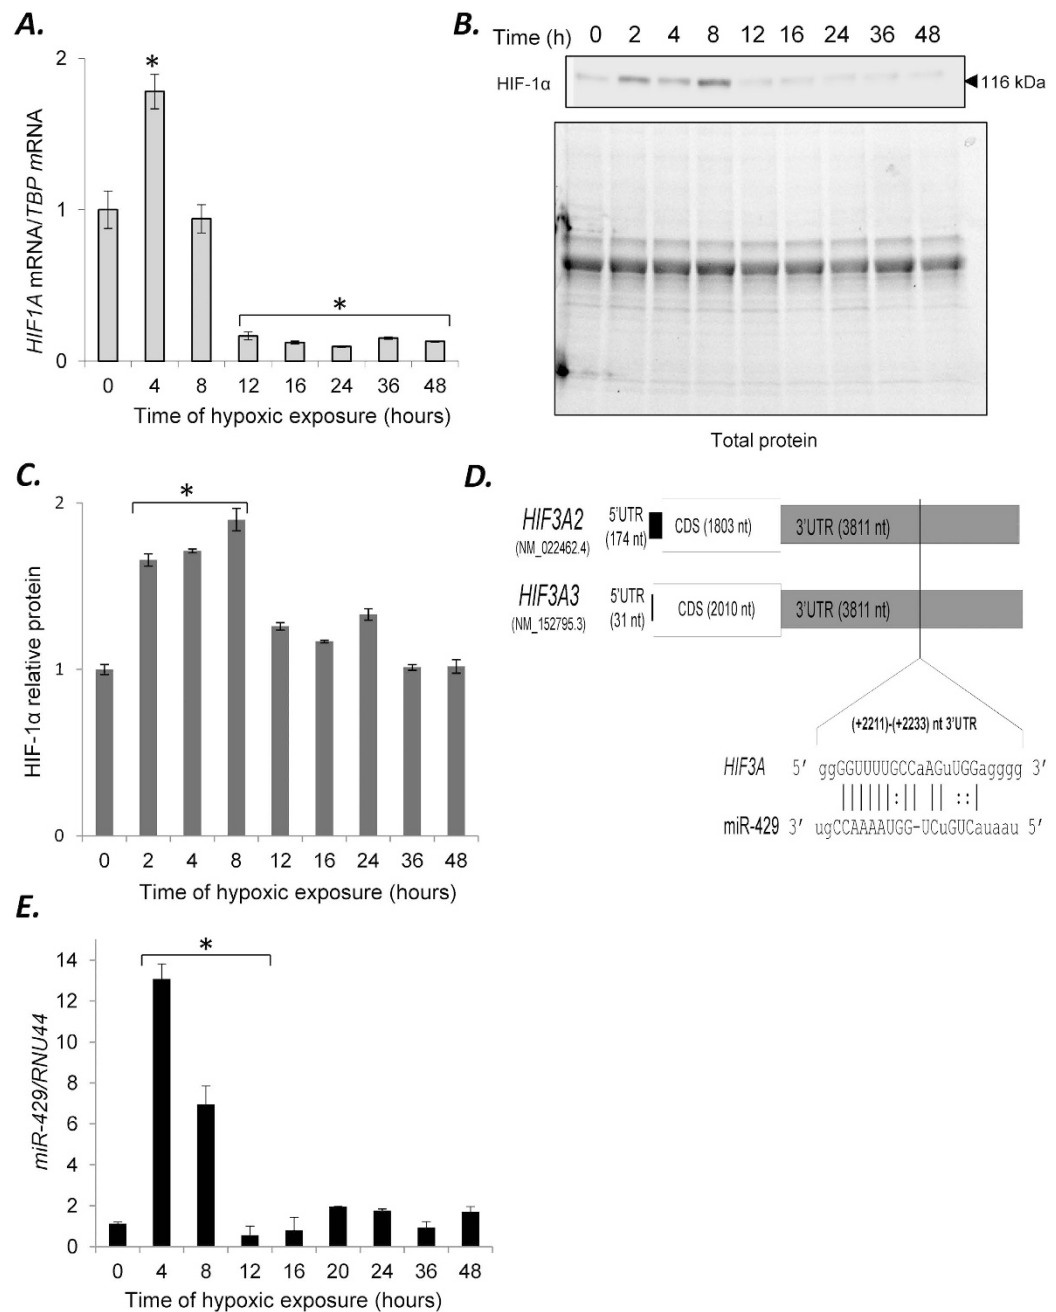 A.
2
*
1
*
0
HIF1A mRNA/TBP mRNA
0 4 8 12 16 24 36 48
Time of hypoxic exposure (hours)
B.
Time (h) 0 2 4 8 12 16 24 36 48
HIF-1α
116 kDa
Total protein
C.
2
*
1
0
HIF-1α relative protein
0 2 4 8 12 16 24 36 48
Time of hypoxic exposure (hours)
D.
HIF3A2
(NM_022462.4)
5'UTR
(174 nt)
CDS (1803 nt)
3'UTR (3811 nt)
HIF3A3
(NM_152795.3)
5'UTR
(31 nt)
CDS (2010 nt)
3'UTR (3811 nt)
(+2211)-(+2233) nt 3'UTR
HIF3A 5' ggGGUUUUGCCaAGuUGGagggg 3'
||||||:|| || ::|
miR-429 3' ugCCAAAAUGG-UCuGUCauaau 5'
E.
14
*
12
10
8
6
4
2
0
miR-429/RNU44
0 4 8 12 16 20 24 36 48
Time of hypoxic exposure (hours)